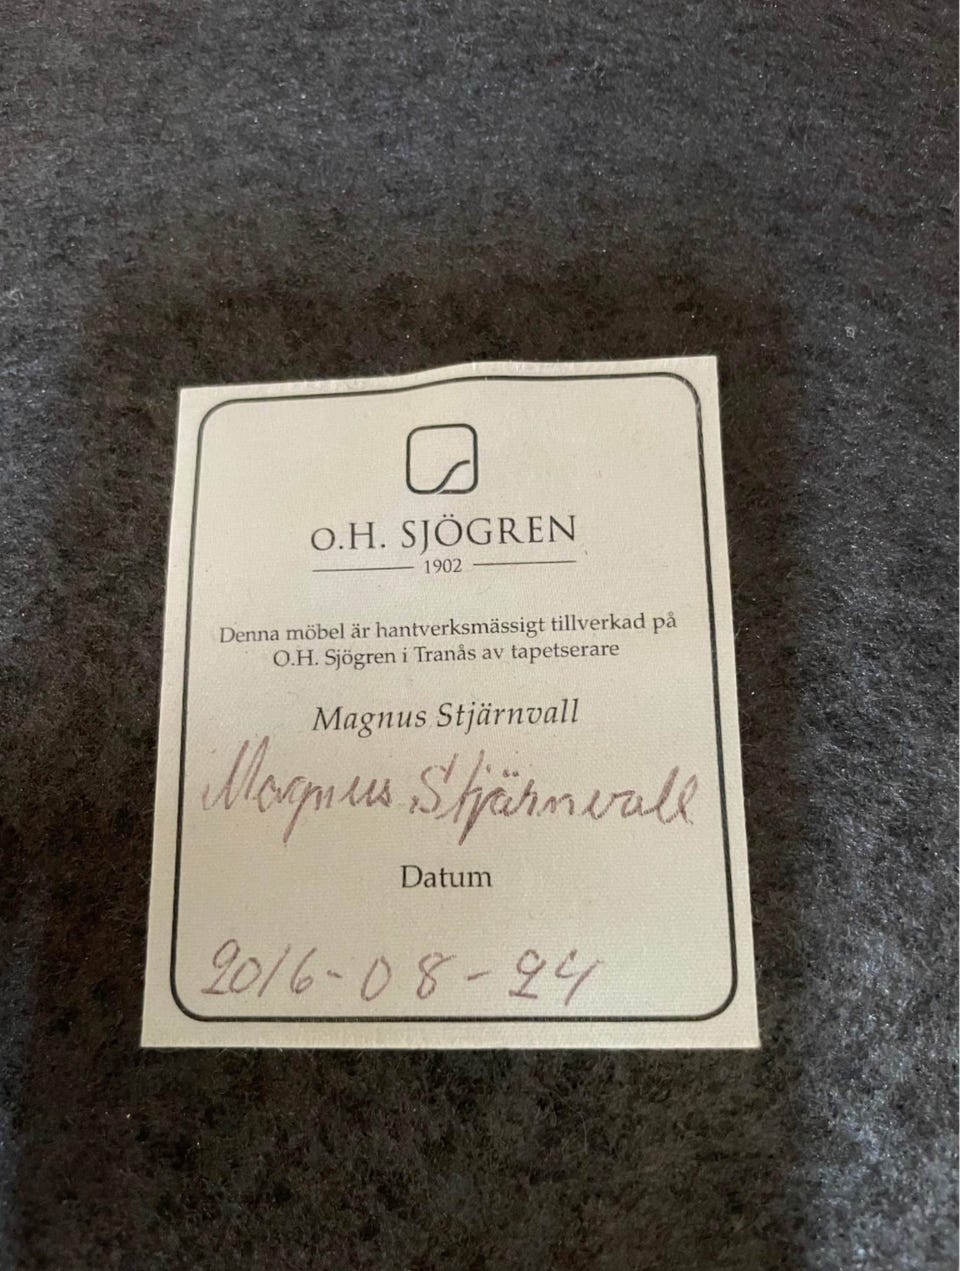 O.H. SJÖGREN
1902
Denna möbel är hantverksmässigt tillverkad på
O.H. Sjögren i Tranås av tapetserare
Magnus Stjärnvall
Magnus Stjärnvall
Datum
2016-08-24